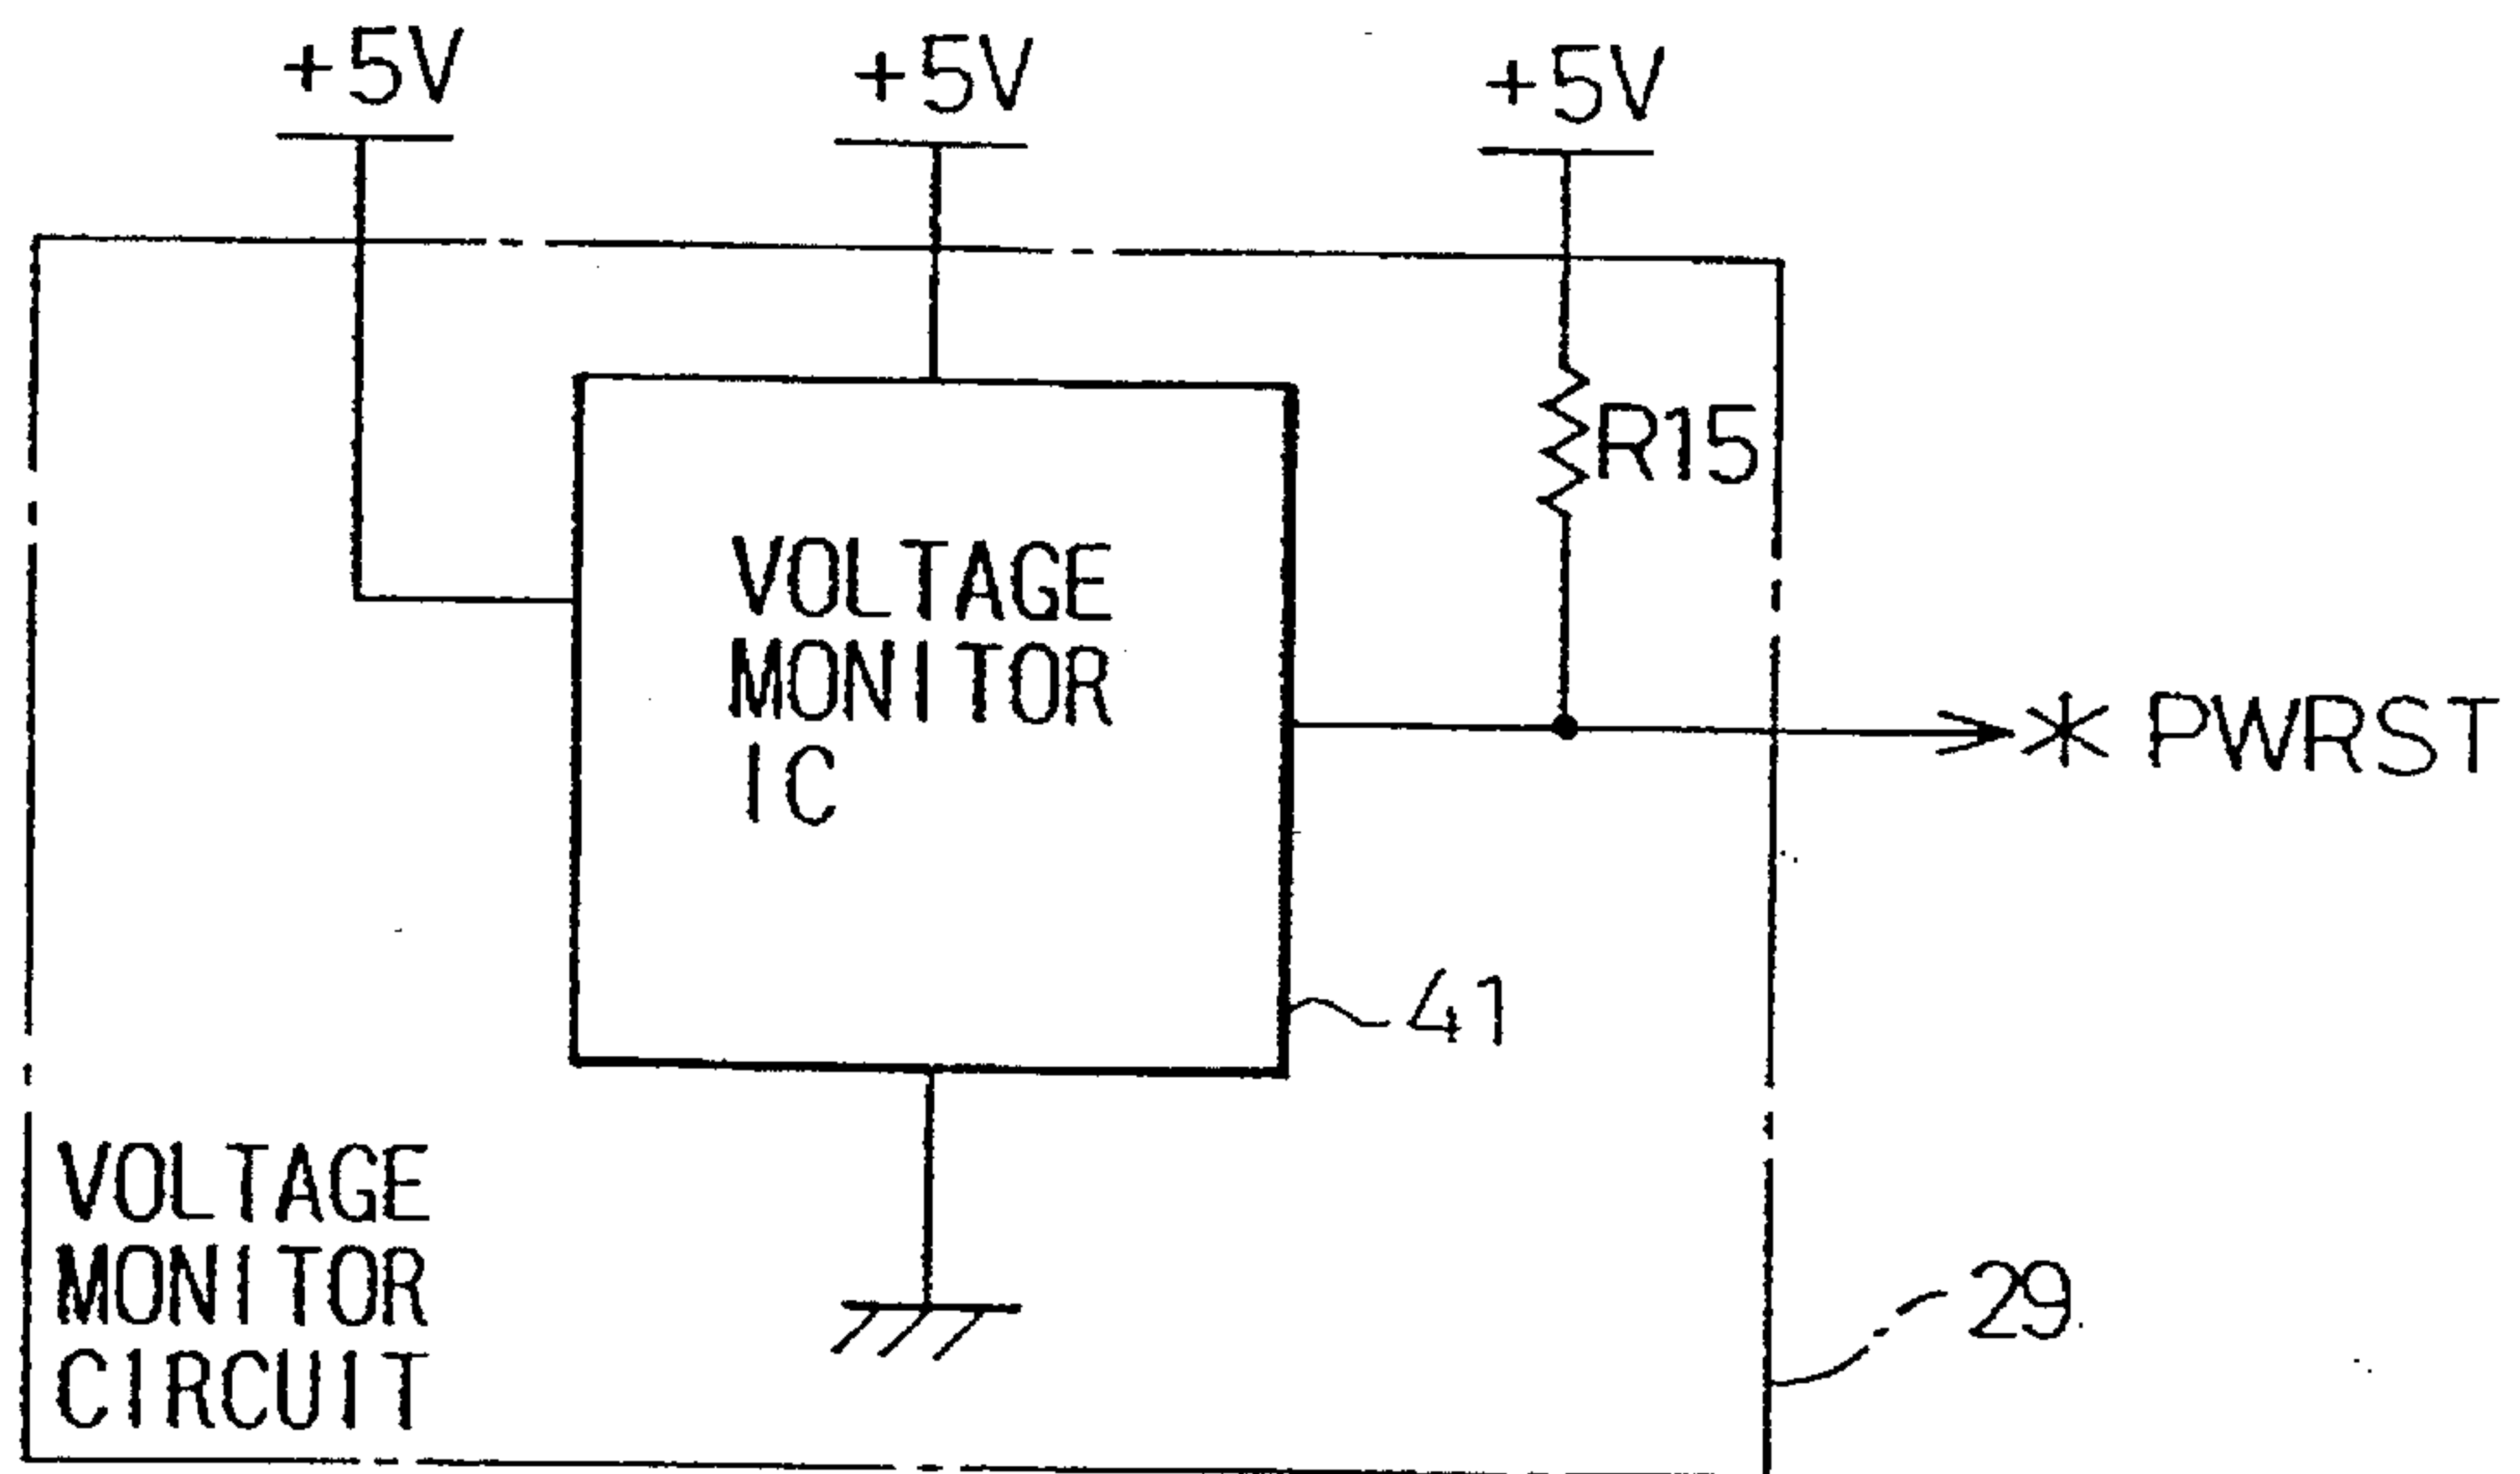 +5V
+5V
+5V
R15
VOLTAGE
MONITOR
IC
* PWRST
41
VOLTAGE
MONITOR
CIRCUIT
29